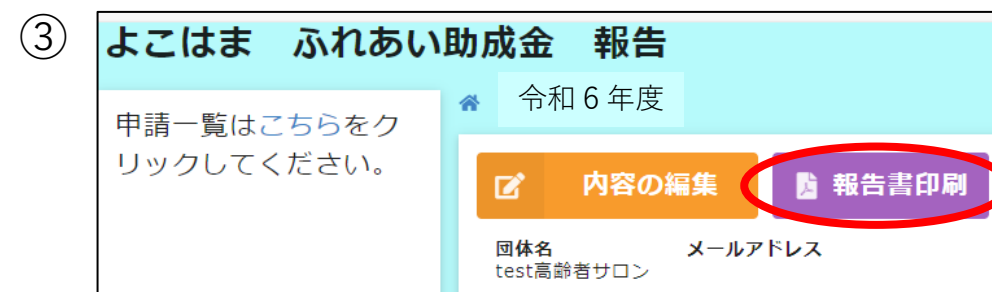 ③
よこはま　ふれあい助成金　報告
申請一覧はこちらをク
リックしてください。
令和6年度
内容の編集
報告書印刷
団体名
test高齢者サロン
メールアドレス